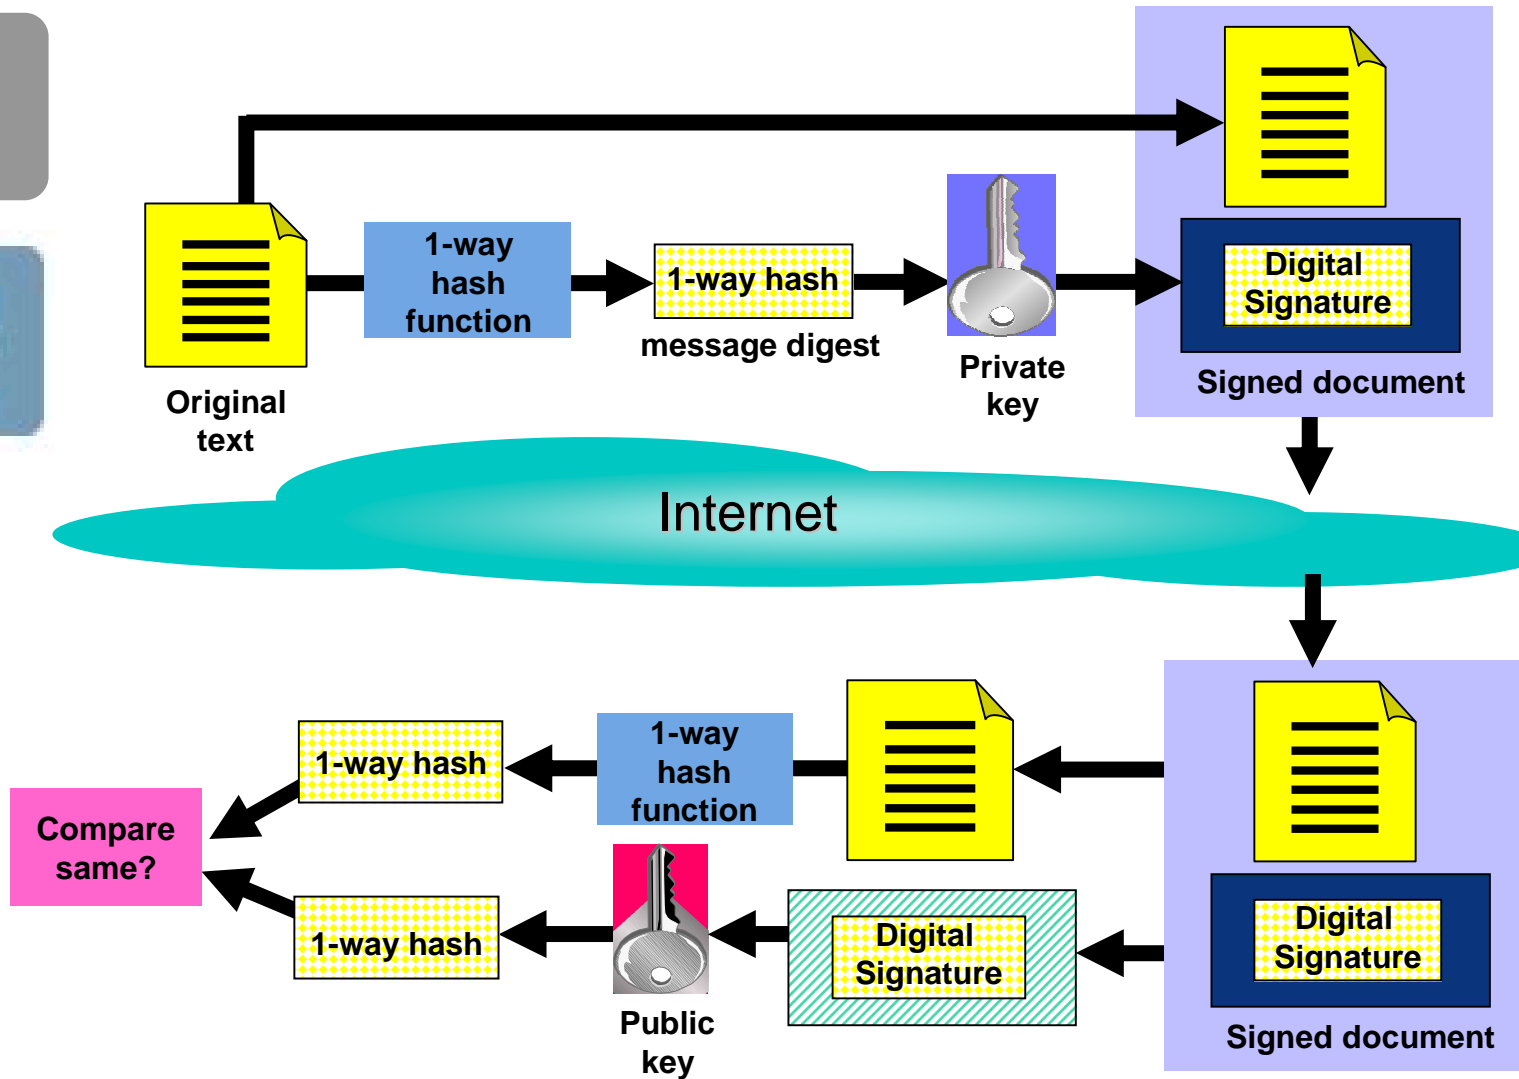 1-way
hash
function
1-way hash
message digest
Private
key
Digital
Signature
Signed document
Original
text
Internet
1-way hash
1-way
hash
function
Compare
same?
1-way hash
Public
key
Digital
Signature
Digital
Signature
Signed document